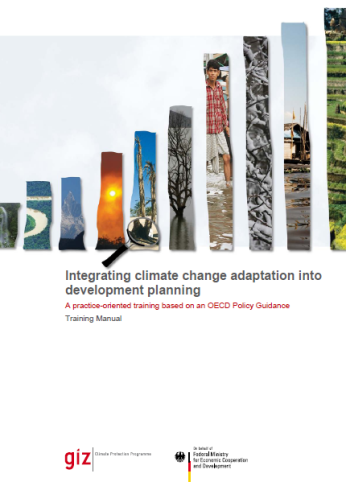 Integrating climate change adaptation into
development planning
A practice-oriented training based on an OECD Policy Guidance
Training Manual
giz
Climate Protection Programme
On behalf of
Federal Ministry
for Economic Cooperation
and Development